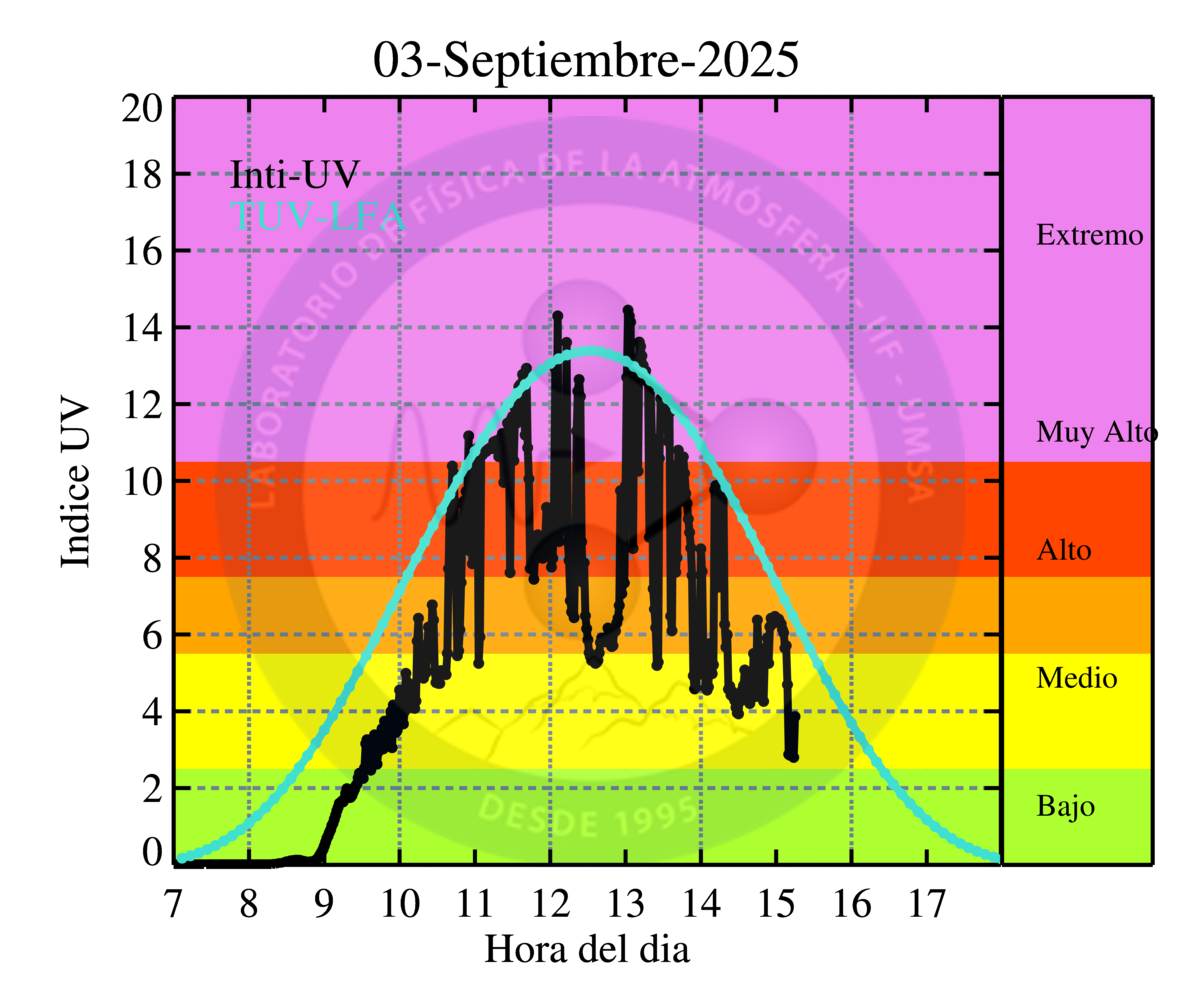 03-Septiembre-2025
20
18
16
14
12
10
8
6
4
2
0
Indice UV
Inti-UV
TUV-LFA
LABORATORIO DE FÍSICA DE LA ATMÓSFERA - IIF - UMSA
DESDE 1995
Extremo
Muy Alto
Alto
Medio
Bajo
7 8 9 10 11 12 13 14 15 16 17
Hora del dia